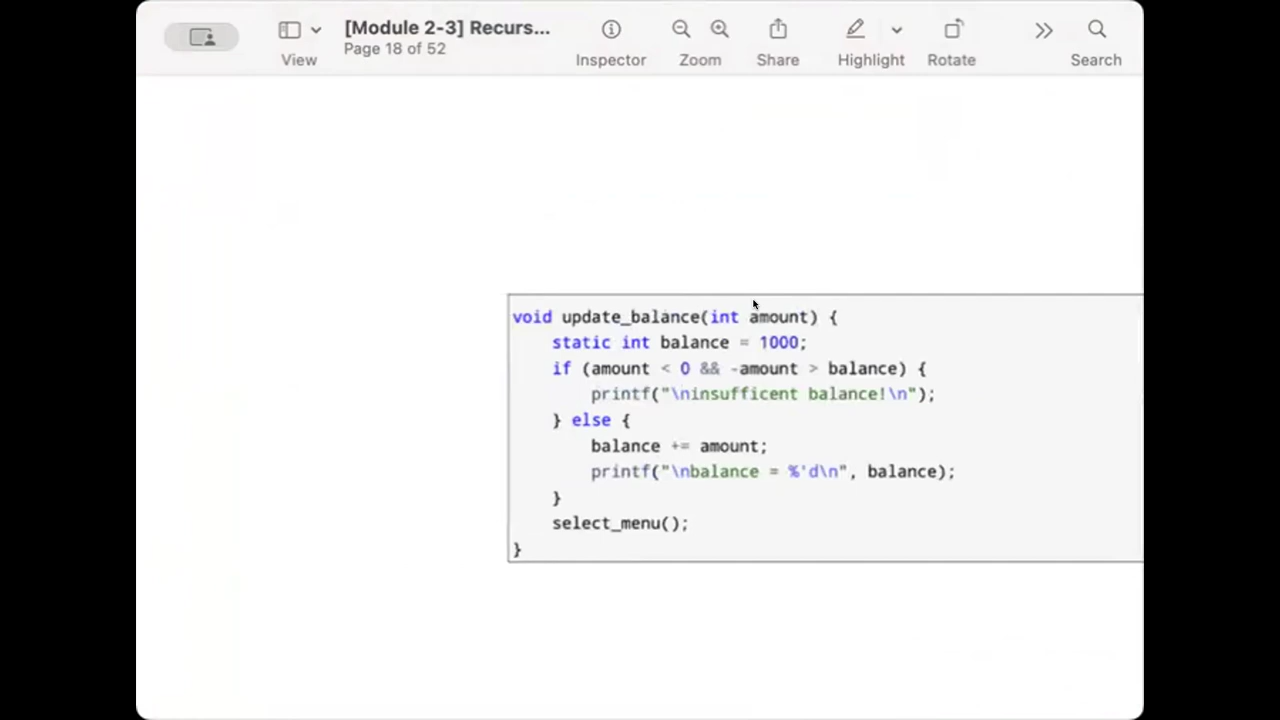 [Module 2-3] Recurs...
Page 18 of 52
View
Inspector
Zoom
Share
Highlight
Rotate
Search
void update_balance(int amount) {
    static int balance = 1000;
    if (amount < 0 && -amount > balance) {
        printf("\ninsufficent balance!\n");
    } else {
        balance += amount;
        printf("\nbalance = %'d\n", balance);
    }
    select_menu();
}